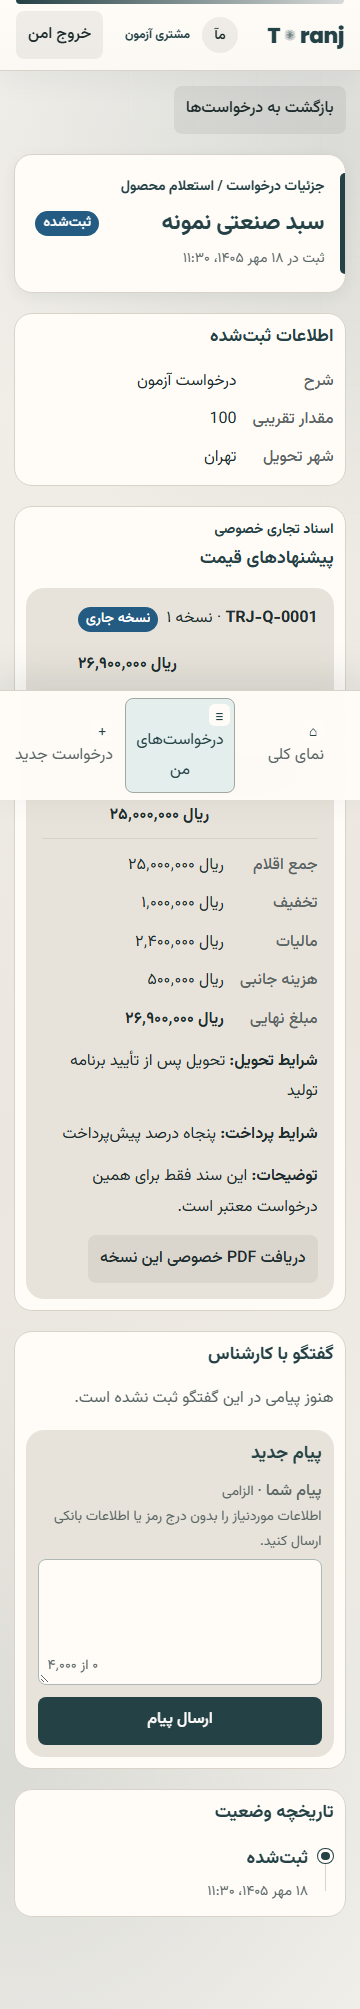 T✺ranj
مآ
مشتری آزمون
خروج امن
بازگشت به درخواست‌ها
جزئیات درخواست / استعلام محصول
سبد صنعتی نمونه
ثبت‌شده
ثبت در ۱۸ مهر ۱۴۰۵، ۱۱:۳۰
اطلاعات ثبت‌شده
شرح درخواست آزمون
مقدار تقریبی 100
شهر تحویل تهران
اسناد تجاری خصوصی
پیشنهادهای قیمت
TRJ-Q-0001 · نسخه ۱ نسخه جاری
۲۶,۹۰۰,۰۰۰ ریال
نمای کلی
درخواست‌های
من
+
درخواست جدید
۲۵,۰۰۰,۰۰۰ ریال
جمع اقلام ۲۵,۰۰۰,۰۰۰ ریال
تخفیف ۱,۰۰۰,۰۰۰ ریال
مالیات ۲,۴۰۰,۰۰۰ ریال
هزینه جانبی ۵۰۰,۰۰۰ ریال
مبلغ نهایی ۲۶,۹۰۰,۰۰۰ ریال
شرایط تحویل: تحویل پس از تأیید برنامه
تولید
شرایط پرداخت: پنجاه درصد پیش‌پرداخت
توضیحات: این سند فقط برای همین
درخواست معتبر است.
دریافت PDF خصوصی این نسخه
گفتگو با کارشناس
هنوز پیامی در این گفتگو ثبت نشده است.
پیام جدید
پیام شما · الزامی
اطلاعات موردنیاز را بدون درج رمز یا اطلاعات بانکی
ارسال کنید.
۰ از ۴,۰۰۰
ارسال پیام
تاریخچه وضعیت
ثبت‌شده
۱۸ مهر ۱۴۰۵، ۱۱:۳۰